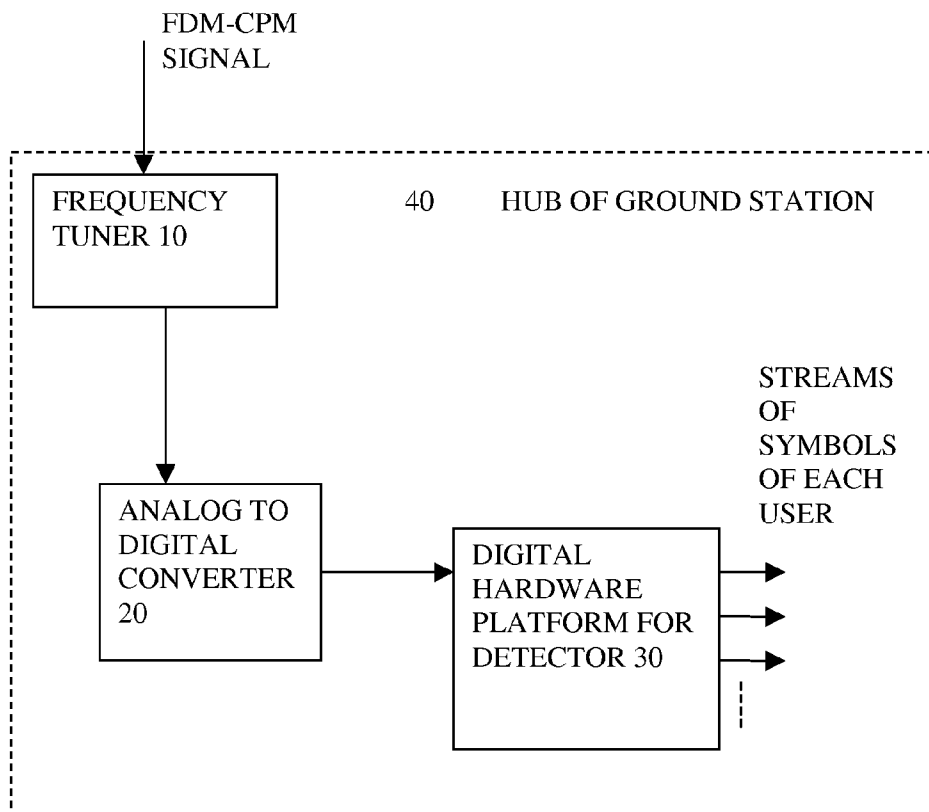 FDM-CPM
SIGNAL
FREQUENCY
TUNER 10
40 HUB OF GROUND STATION
STREAMS
OF
SYMBOLS
OF EACH
USER
ANALOG TO
DIGITAL
CONVERTER
20
DIGITAL
HARDWARE
PLATFORM FOR
DETECTOR 30